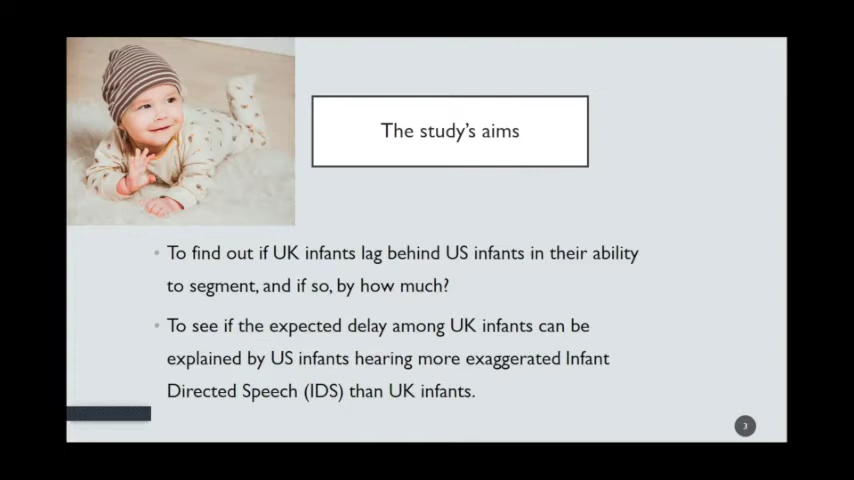 The study's aims
• To find out if UK infants lag behind US infants in their ability
to segment, and if so, by how much?
• To see if the expected delay among UK infants can be
explained by US infants hearing more exaggerated Infant
Directed Speech (IDS) than UK infants.
3